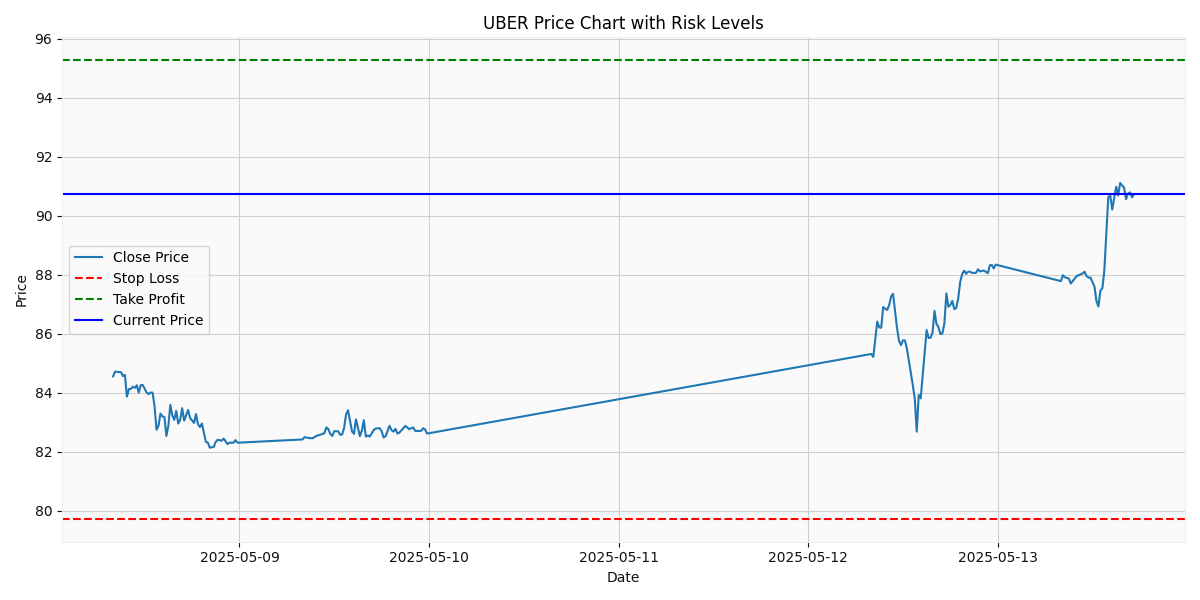 UBER Price Chart with Risk Levels
96
94
92
90
88
86
84
82
80
Price
Close Price
Stop Loss
Take Profit
Current Price
2025-05-09
2025-05-10
2025-05-11
2025-05-12
2025-05-13
Date